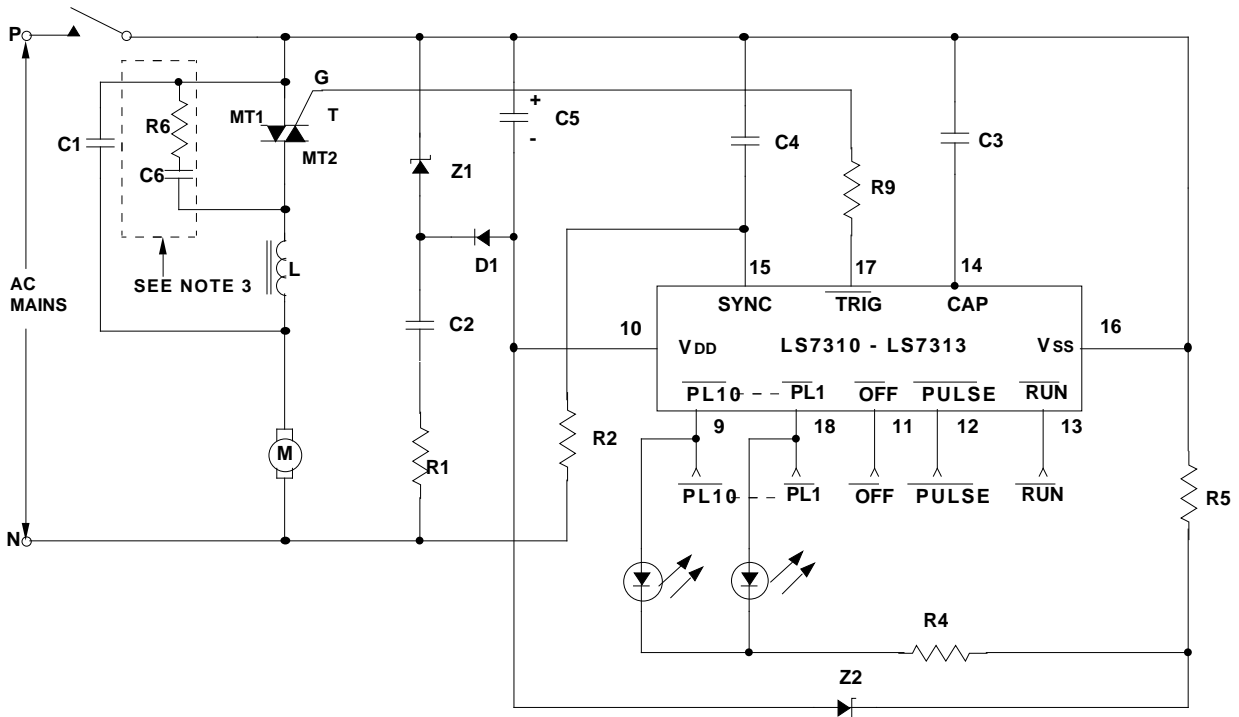 P
G
T
MT1
MT2
C1
R6
C6
SEE NOTE 3
L
AC
MAINS
M
N
Z1
D1
C2
R1
+
C5
-
C4
C3
R9
R2
15
17
14
10
16
SYNC
TRIG
CAP
VDD
LS7310 - LS7313
VSS
PL10 - - - PL1
OFF
PULSE
RUN
9
18
11
12
13
PL10 - - - PL1
OFF
PULSE
RUN
R5
R4
Z2